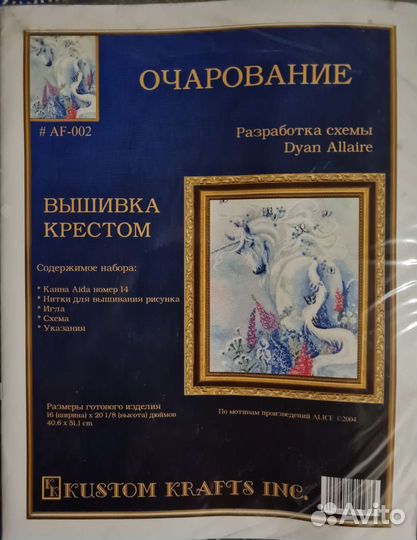 ОЧАРОВАНИЕ
# AF-002
Разработка схемы
Dyan Allaire
ВЫШИВКА
КРЕСТОМ
Содержимое набора:
* Канва Aida номер 14
* Нитки для вышивания рисунка
* Игла
* Схема
* Указания
Размеры готового изделия
16 (ширина) х 20 1/8 (высота) дюймов
40.6 x 51.1 cm
По мотивам произведений ALICE ©2004
KK KUSTOM KRAFTS INC.
Avito